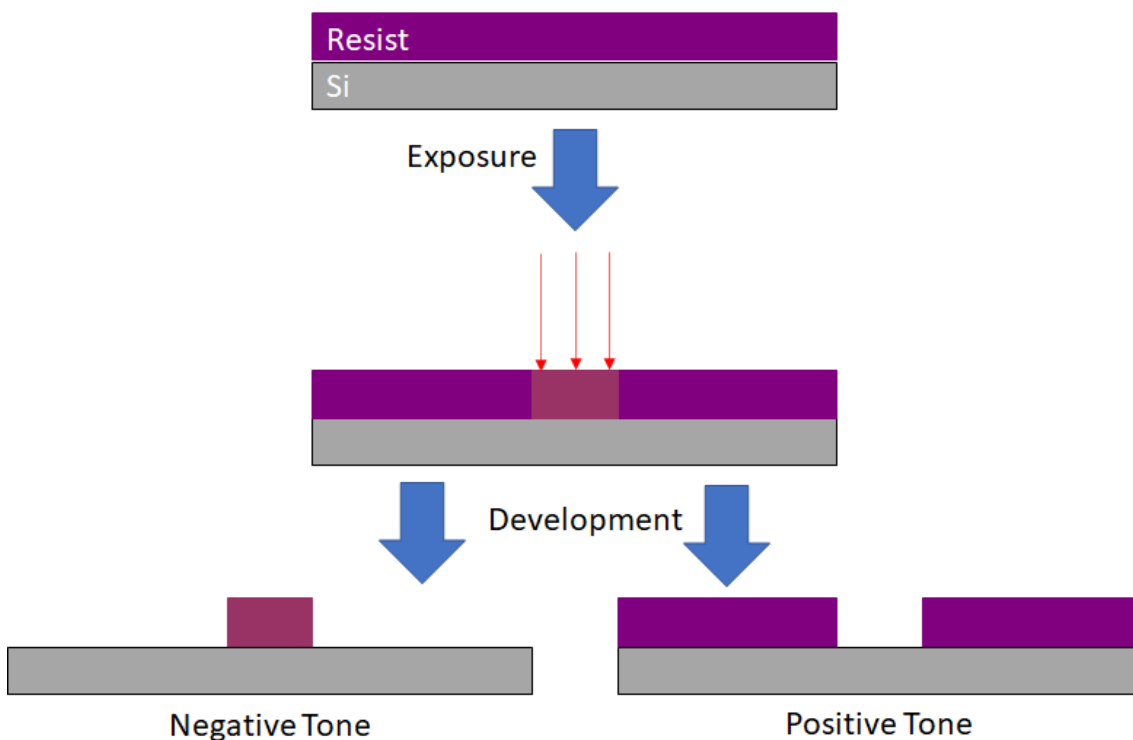 Resist
Si
Exposure
Development
Negative Tone
Positive Tone